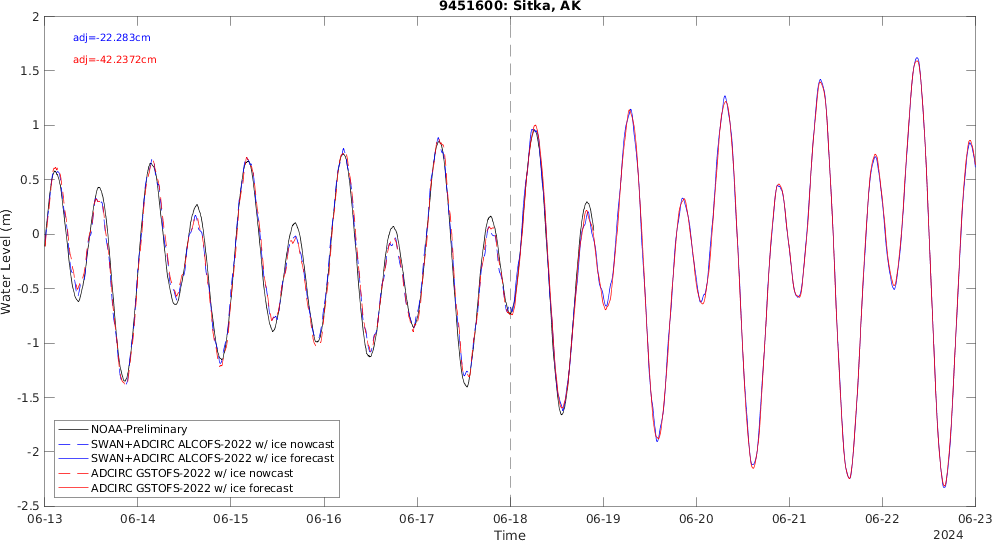 9451600: Sitka, AK
adj=-22.283cm
adj=-42.2372cm
2
1.5
1
0.5
0
-0.5
-1
-1.5
-2
-2.5
Water Level (m)
NOAA-Preliminary
SWAN+ADCIRC ALCOFS-2022 w/ ice nowcast
SWAN+ADCIRC ALCOFS-2022 w/ ice forecast
ADCIRC GSTOFS-2022 w/ ice nowcast
ADCIRC GSTOFS-2022 w/ ice forecast
06-13 06-14 06-15 06-16 06-17 06-18 06-19 06-20 06-21 06-22 06-23
Time
2024